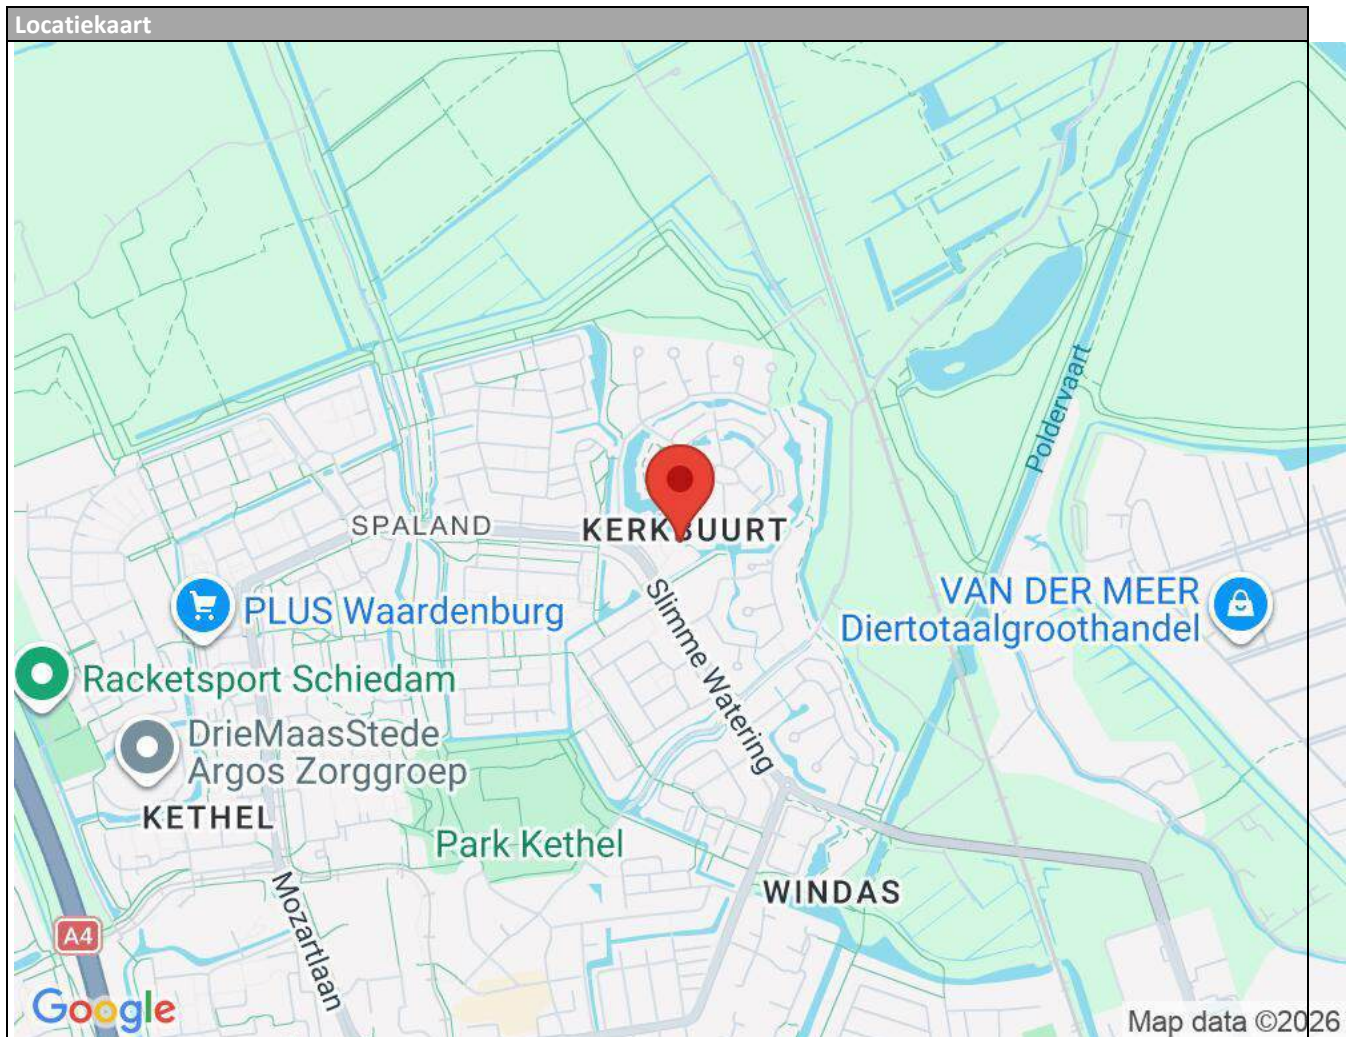 Locatiekaart
Poldervaart
SPALAND
KERKBUURT
PLUS Waardenburg
Slimme Watering
VAN DER MEER
Diertotaalgroothandel
Racketsport Schiedam
DrieMaasStede
Argos Zorggroep
KETHEL
Park Kethel
WINDAS
Mozartlaan
A4
Google
Map data ©2026